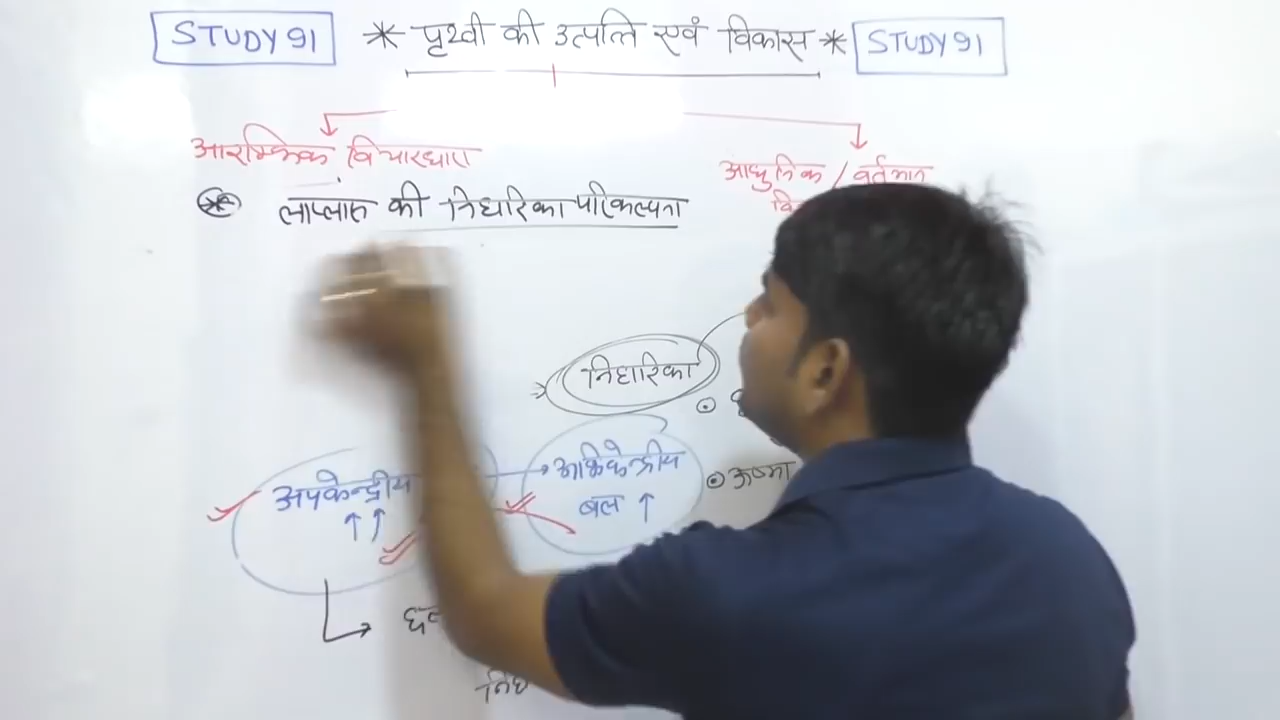 STUDY 91 * पृथ्वी की उत्पत्ति एवं विकास * STUDY 91
आरम्भिक विचारधारा
आधुनिक / वर्तमान
लाप्लास की निहारिका परिकल्पना
निहारिका
अपकेन्द्रीय
अभिकेन्द्रीय
बल
ऊष्मा